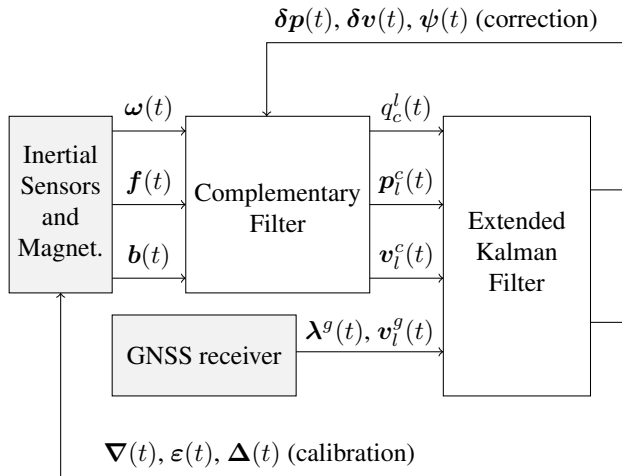 δp(t), δv(t), ψ(t) (correction)
ω(t)
f(t)
b(t)
Inertial
Sensors
and
Magnet.
Complementary
Filter
q_c^l(t)
p_l^c(t)
v_l^c(t)
Extended
Kalman
Filter
GNSS receiver
λ^g(t), v_l^g(t)
∇(t), ε(t), Δ(t) (calibration)